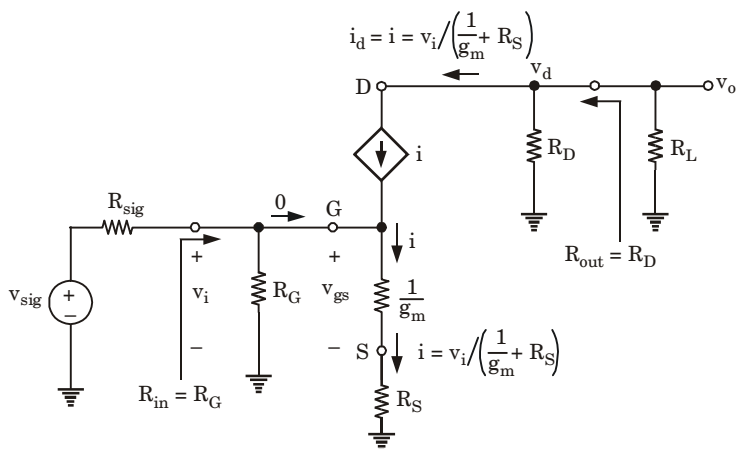 i_d = i = v_i/(1/g_m + R_S)
D
v_d
v_o
i
R_D
R_L
R_sig
0
G
i
R_out = R_D
v_sig
+
−
+
v_i
−
R_G
+
v_gs
−
1/g_m
S
i = v_i/(1/g_m + R_S)
R_in = R_G
R_S